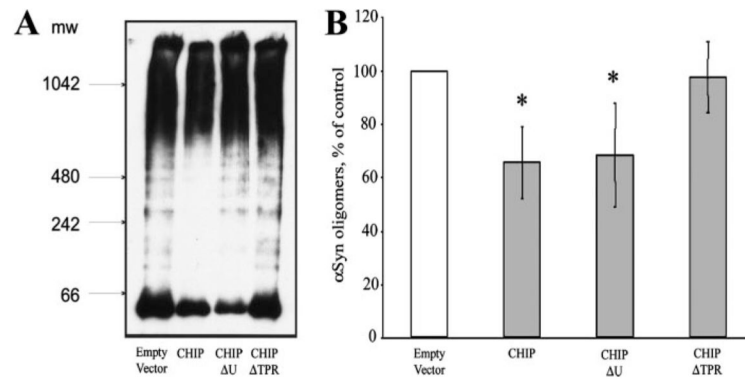 A
mw
1042
480
242
66
Empty
Vector
CHIP
CHIP
ΔU
CHIP
ΔTPR
B
αSyn oligomers, % of control
120
100
80
60
40
20
0
*
*
Empty
Vector
CHIP
CHIP
ΔU
CHIP
ΔTPR